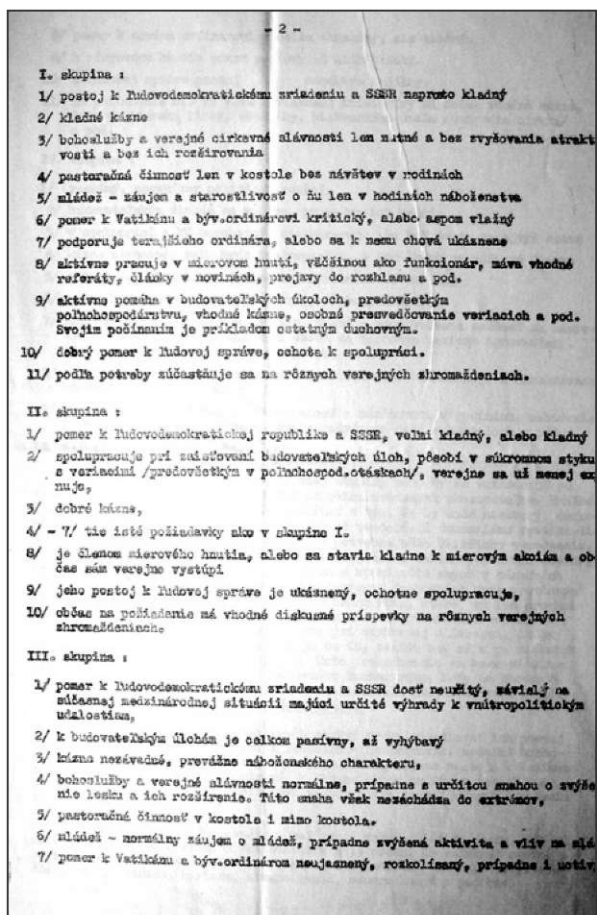 - 2 -
I. skupina :
1/ postoj k ľudovodemokratickému zriadeniu a SSSR naprosto kladný
2/ kladné kázne
3/ bohoslužby a verejné cirkevné slávnosti len nutné a bez zvyšovania atrakt
vosti a bez ich rozširovania
4/ pastoračná činnosť len v kostole bez návštev v rodinách
5/ mládež - záujem a starostlivosť o ňu len v hodinách náboženstva
6/ pomer k Vatikánu a býv.ordinárovi kritický, alebo aspom vlažný
7/ podporuje terajšieho ordinára, alebo sa k nemu chová ukáznene
8/ aktívne pracuje v mierovom hnutí, väčšinou ako funkcionár, máva vhodné
referáty, články v novinách, prejavy do rozhlasu a pod.
9/ aktívne pomáha v budovateľských úkoloch, predovšetkým
poľnohospodárstvu, vhodné kázne, osobné presvedčovanie veriacich a pod.
Svojim počínaním je príkladom ostatným duchovným.
10/ dobrý pomer k ľudovej správe, ochota k spolupráci.
11/ podľa potreby zúčastňuje sa na rôznych verejných zhromaždeniach.
II. skupina :
1/ pomer k ľudovodemokratickej republike a SSSR, veľmi kladný, alebo kladný
2/ spolupracuje pri zaisťovaní budovateľských úloh, pôsobí v súkromnom styku
s veriacimi /predovšetkým v poľnohospod.otázkach/, verejne sa už menej ex
nuje,
3/ dobré kázne,
4/ - 7/ tie isté požiadavky ako v skupine I.
8/ je členom mierového hnutia, alebo sa stavia kladne k mierovým akciám a ob
čas sám verejne vystúpi
9/ jeho postoj k ľudovej správe je ukáznený, ochotne spolupracuje,
10/ občas na požiadanie má vhodné diskusné príspevky na rôznych verejných
zhromaždeniach.
III. skupina :
1/ pomer k ľudovodemokratickému zriadeniu a SSSR dosť neurčitý, závislý na
súčasnej medzinárodnej situácii majúci určité výhrady k vnútropolitickým
udalostiam,
2/ k budovateľským úlohám je celkom pasívny, až vyhýbavý
3/ kázne nezávadné, prevážne náboženského charakteru,
4/ bohoslužby a verejné slávnosti normálne, prípadne s určitou snahou o zvýše
nie lesku a ich rozšírenie. Táto snaha však nezachádza do extrémov,
5/ pastoračná činnosť v kostole i mimo kostola.
6/ mládež - normálny záujem o mládež, prípadne zvýšená aktivita a vliv na mlá
7/ pomer k Vatikánu a býv.ordinárom neujasnený, rozkolísaný, prípadne i uctiv